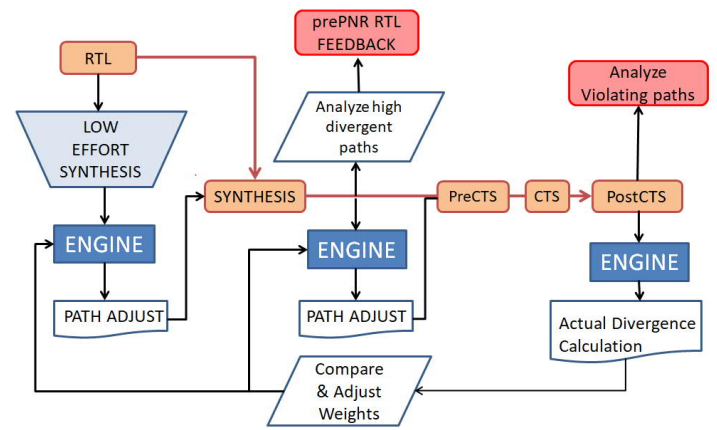 prePNR RTL
FEEDBACK
RTL
Analyze high
divergent
paths
Analyze
Violating paths
LOW
EFFORT
SYNTHESIS
SYNTHESIS
PreCTS
CTS
PostCTS
ENGINE
ENGINE
ENGINE
PATH ADJUST
PATH ADJUST
Actual Divergence
Calculation
Compare
& Adjust
Weights